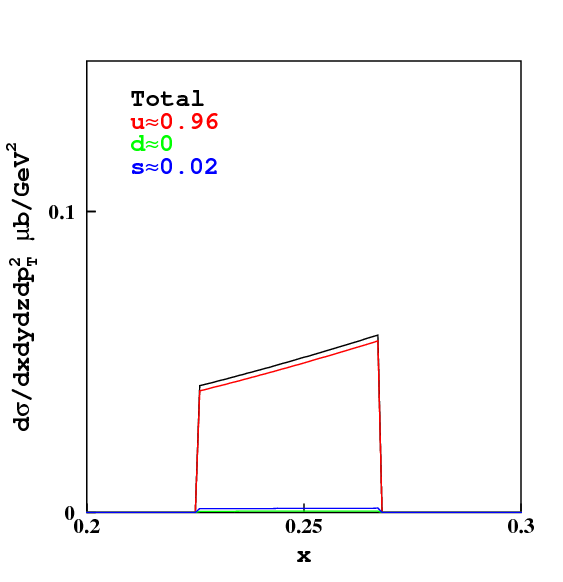 Total
u≈0.96
d≈0
s≈0.02
dσ/dxdydzdp_T^2 μb/GeV^2
0.1
0
0.2
0.25
0.3
x